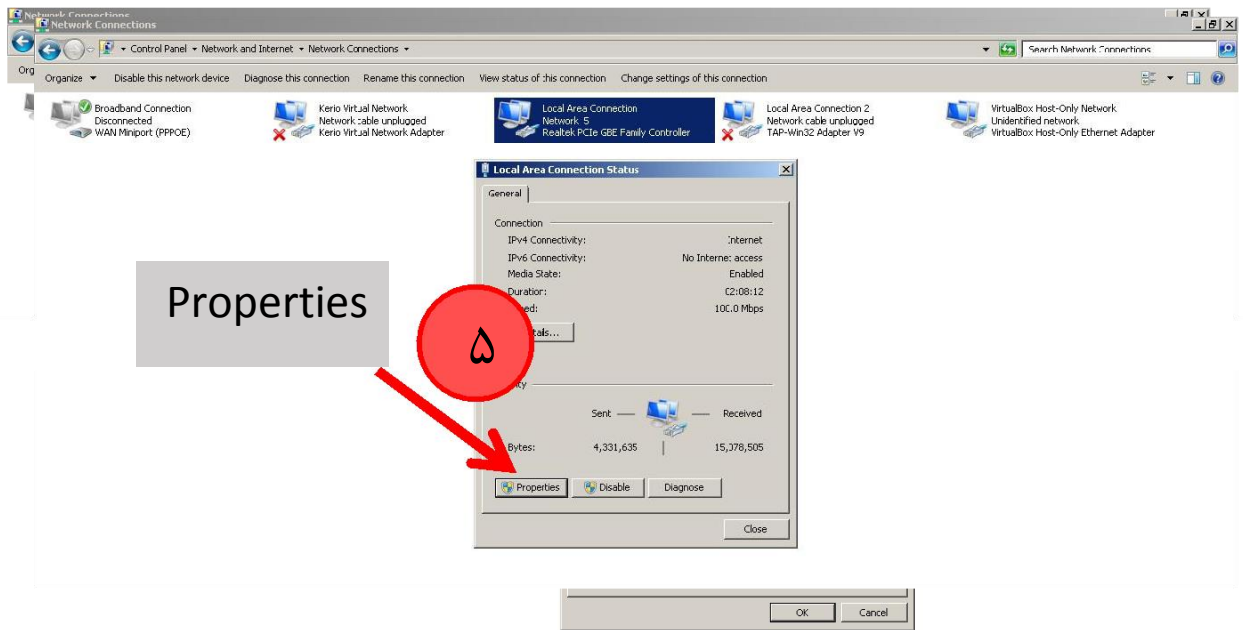 Network Connections
Network Connections
Control Panel Network and Internet Network Connections
Search Network Connections
Org
Organize Disable this network device Diagnose this connection Rename this connection View status of this connection Change settings of this connection
Broadband Connection
Disconnected
WAN Miniport (PPPOE)
Kerio Virtual Network
Network cable unplugged
Kerio Virtual Network Adapter
Local Area Connection
Network 5
Realtek PCIe GBE Family Controller
Local Area Connection 2
Network cable unplugged
TAP-Win32 Adapter V9
VirtualBox Host-Only Network
Unidentified network
VirtualBox Host-Only Ethernet Adapter
Local Area Connection Status
General
Connection
IPv4 Connectivity: Internet
IPv6 Connectivity: No Internet access
Media State: Enabled
Duration: 02:08:12
100.0 Mbps
Properties
۵
Sent Received
Bytes: 4,331,635 15,378,505
Properties Disable Diagnose
Close
OK Cancel